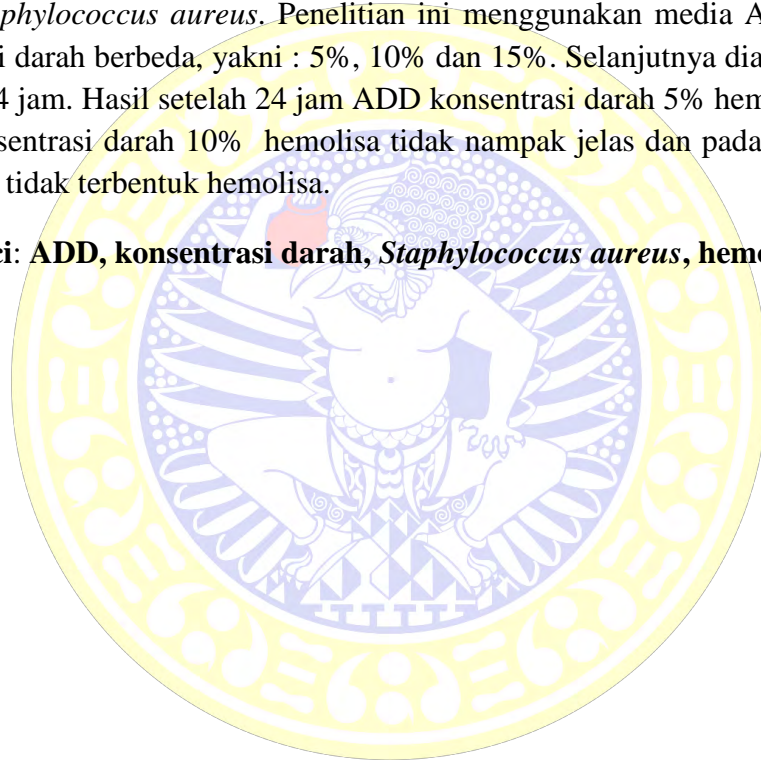 phylococcus aureus. Penelitian ini menggunakan media A
i darah berbeda, yakni : 5%, 10% dan 15%. Selanjutnya dia
4 jam. Hasil setelah 24 jam ADD konsentrasi darah 5% hem
sentrasi darah 10% hemolisa tidak nampak jelas dan pada
tidak terbentuk hemolisa.
ci: ADD, konsentrasi darah, Staphylococcus aureus, hemo